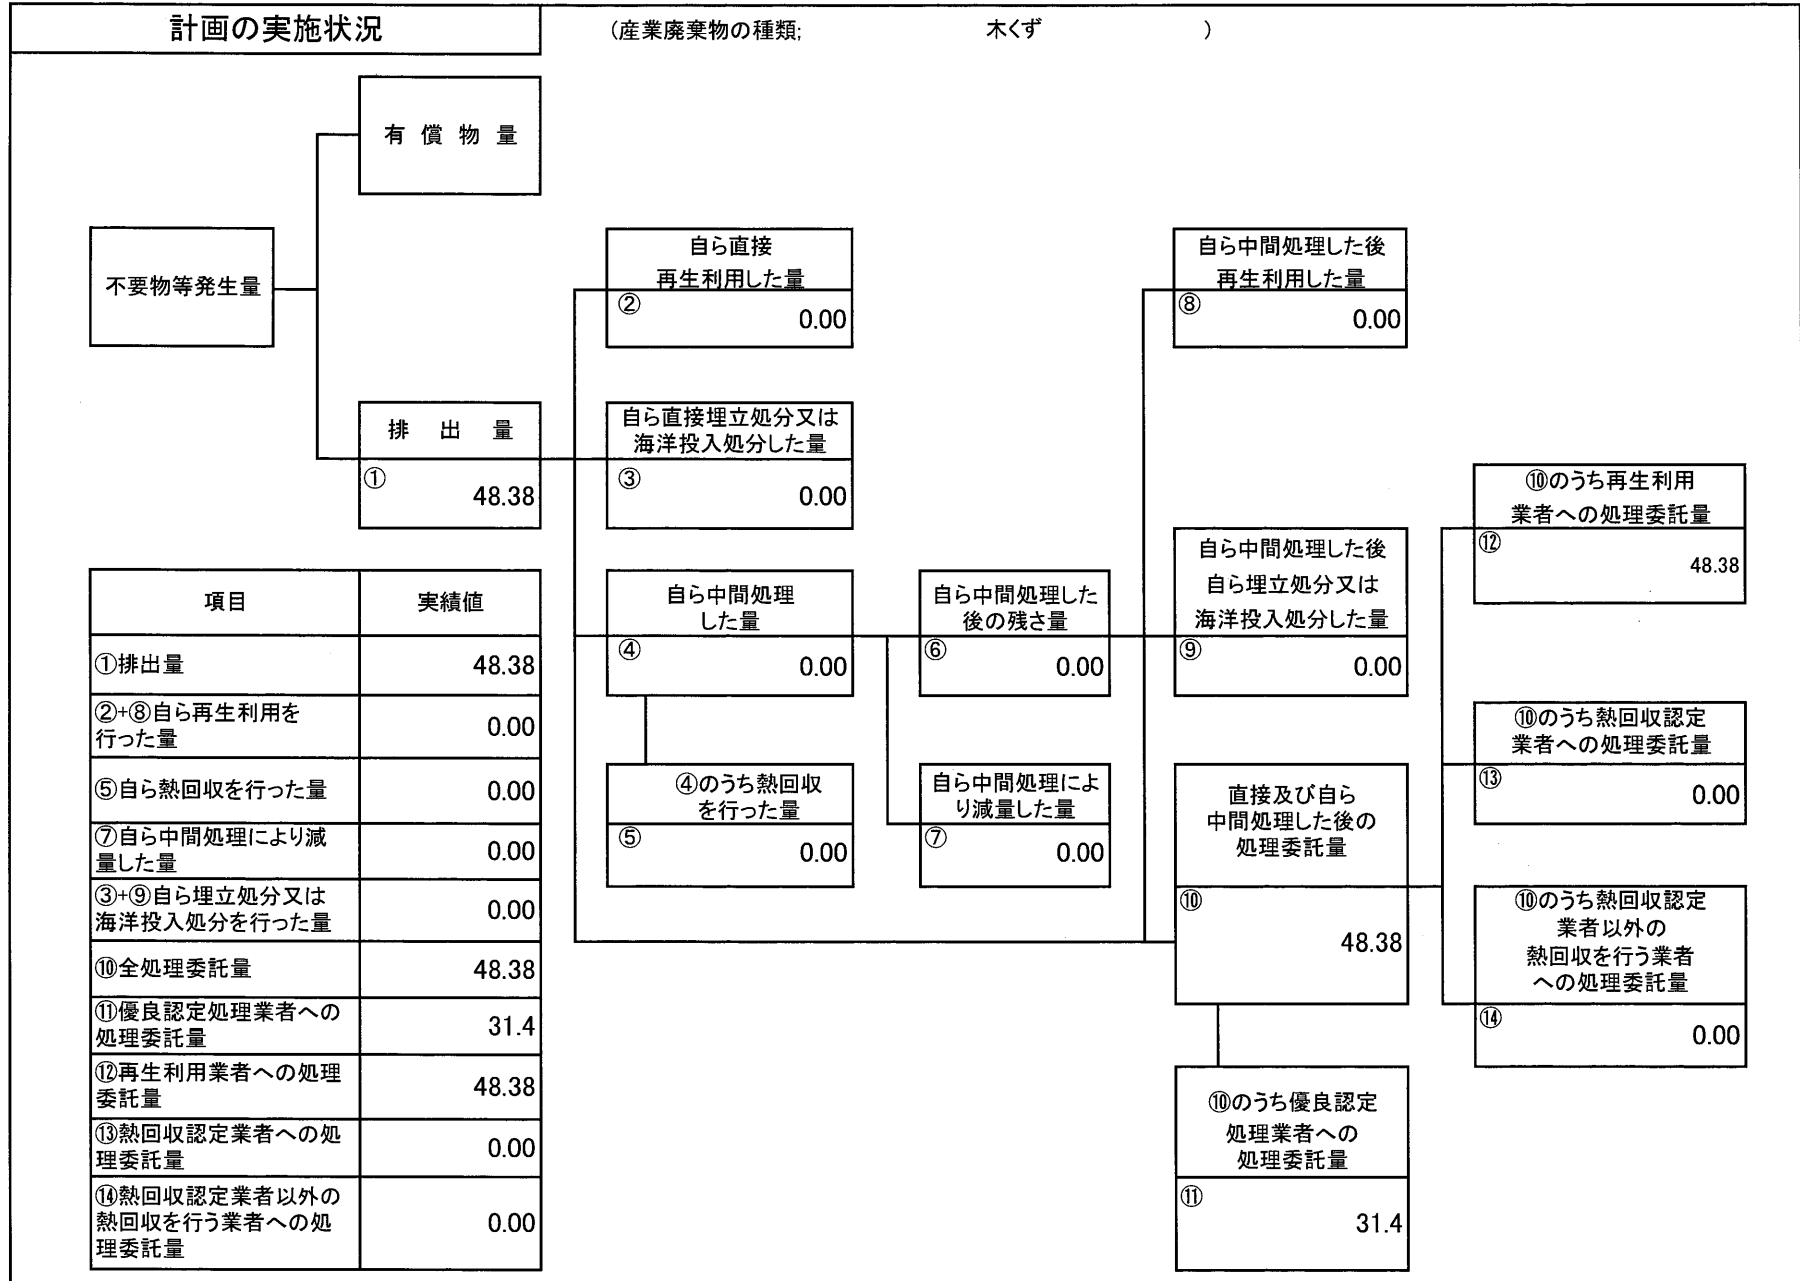 計画の実施状況
(産業廃棄物の種類; 木くず )
有 償 物 量
不要物等発生量
自ら直接
再生利用した量
②
0.00
自ら中間処理した後
再生利用した量
⑧
0.00
排 出 量
①
48.38
自ら直接埋立処分又は
海洋投入処分した量
③
0.00
⑩のうち再生利用
業者への処理委託量
⑫
48.38
自ら中間処理
した量
④
0.00
自ら中間処理した
後の残さ量
⑥
0.00
自ら中間処理した後
自ら埋立処分又は
海洋投入処分した量
⑨
0.00
⑩のうち熱回収認定
業者への処理委託量
⑬
0.00
④のうち熱回収
を行った量
⑤
0.00
自ら中間処理によ
り減量した量
⑦
0.00
直接及び自ら
中間処理した後の
処理委託量
⑩
48.38
⑩のうち熱回収認定
業者以外の
熱回収を行う業者
への処理委託量
⑭
0.00
⑩のうち優良認定
処理業者への
処理委託量
⑪
31.4
項目 実績値
①排出量 48.38
②+⑧自ら再生利用を
行った量 0.00
⑤自ら熱回収を行った量 0.00
⑦自ら中間処理により減
量した量 0.00
③+⑨自ら埋立処分又は
海洋投入処分を行った量 0.00
⑩全処理委託量 48.38
⑪優良認定処理業者への
処理委託量 31.4
⑫再生利用業者への処理
委託量 48.38
⑬熱回収認定業者への処
理委託量 0.00
⑭熱回収認定業者以外の
熱回収を行う業者への処
理委託量 0.00